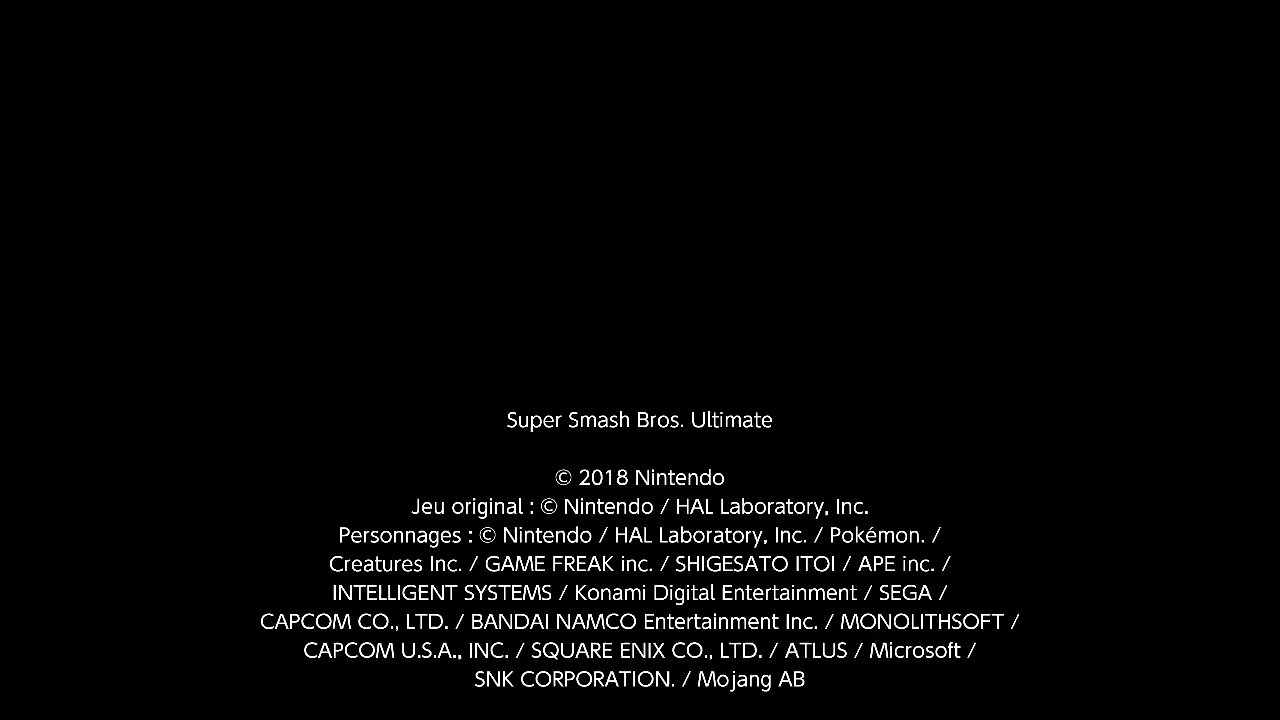 Super Smash Bros. Ultimate
© 2018 Nintendo
Jeu original : © Nintendo / HAL Laboratory, Inc.
Personnages : © Nintendo / HAL Laboratory, Inc. / Pokémon. /
Creatures Inc. / GAME FREAK inc. / SHIGESATO ITOI / APE inc. /
INTELLIGENT SYSTEMS / Konami Digital Entertainment / SEGA /
CAPCOM CO., LTD. / BANDAI NAMCO Entertainment Inc. / MONOLITHSOFT /
CAPCOM U.S.A., INC. / SQUARE ENIX CO., LTD. / ATLUS / Microsoft /
SNK CORPORATION. / Mojang AB